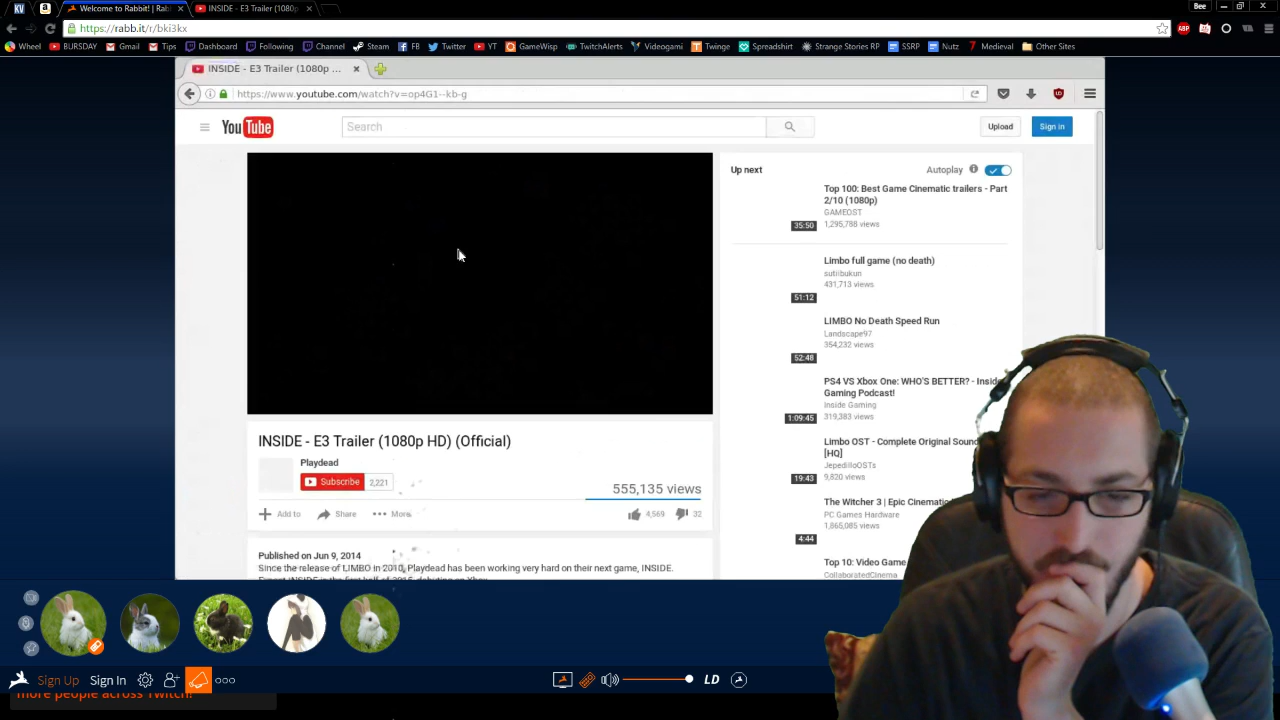 KV
Welcome to Rabbit! | Rab
INSIDE - E3 Trailer (1080p
Bee
https://rabb.it/r/bki3kx
Wheel
BURSDAY
Gmail
Tips
Dashboard
Following
Channel
Steam
FB
Twitter
YT
GameWisp
TwitchAlerts
Videogami
Twinge
Spreadshirt
Strange Stories RP
SSRP
Nutz
Medieval
Other Sites
INSIDE - E3 Trailer (1080p ...
https://www.youtube.com/watch?v=op4G1--kb-g
YouTube
Search
Upload
Sign in
Up next
Autoplay
Top 100: Best Game Cinematic trailers - Part
2/10 (1080p)
GAMEOST
1,295,788 views
35:50
Limbo full game (no death)
sutiibukun
431,713 views
51:12
LIMBO No Death Speed Run
Landscape97
354,232 views
52:48
PS4 VS Xbox One: WHO'S BETTER? - Inside
Gaming Podcast!
Inside Gaming
319,383 views
1:09:45
Limbo OST - Complete Original Soun
[HQ]
JepedilloOSTs
9,820 views
19:43
The Witcher 3 | Epic Cinematic
PC Games Hardware
1,865,085 views
4:44
Top 10: Video Game
CollaboratedCinema
INSIDE - E3 Trailer (1080p HD) (Official)
Playdead
Subscribe
2,221
555,135 views
Add to
Share
More
4,569
32
Published on Jun 9, 2014
Since the release of LIMBO in 2010, Playdead has been working very hard on their next game, INSIDE.
Sign Up
Sign In
LD
more people across Twitch!